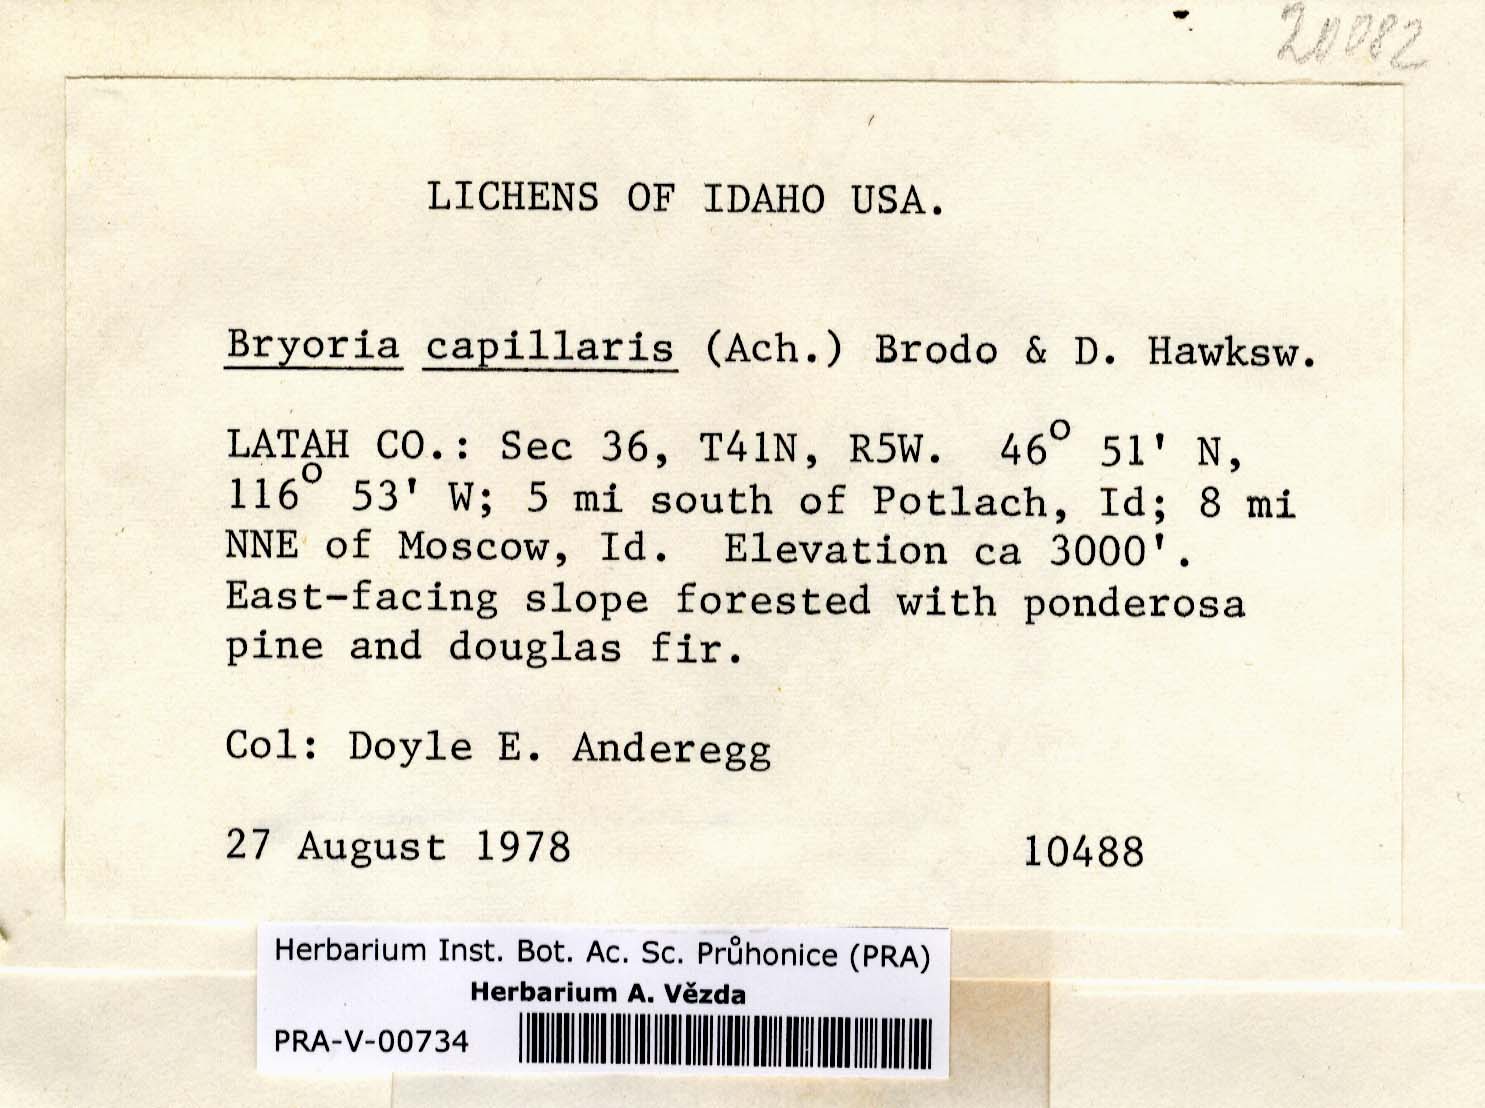 20082
LICHENS OF IDAHO USA.
Bryoria capillaris (Ach.) Brodo & D. Hawksw.
LATAH CO.: Sec 36, T41N, R5W. 46° 51' N,
116° 53' W; 5 mi south of Potlach, Id; 8 mi
NNE of Moscow, Id. Elevation ca 3000'.
East-facing slope forested with ponderosa
pine and douglas fir.
Col: Doyle E. Anderegg
27 August 1978 10488
Herbarium Inst. Bot. Ac. Sc. Průhonice (PRA)
Herbarium A. Vězda
PRA-V-00734